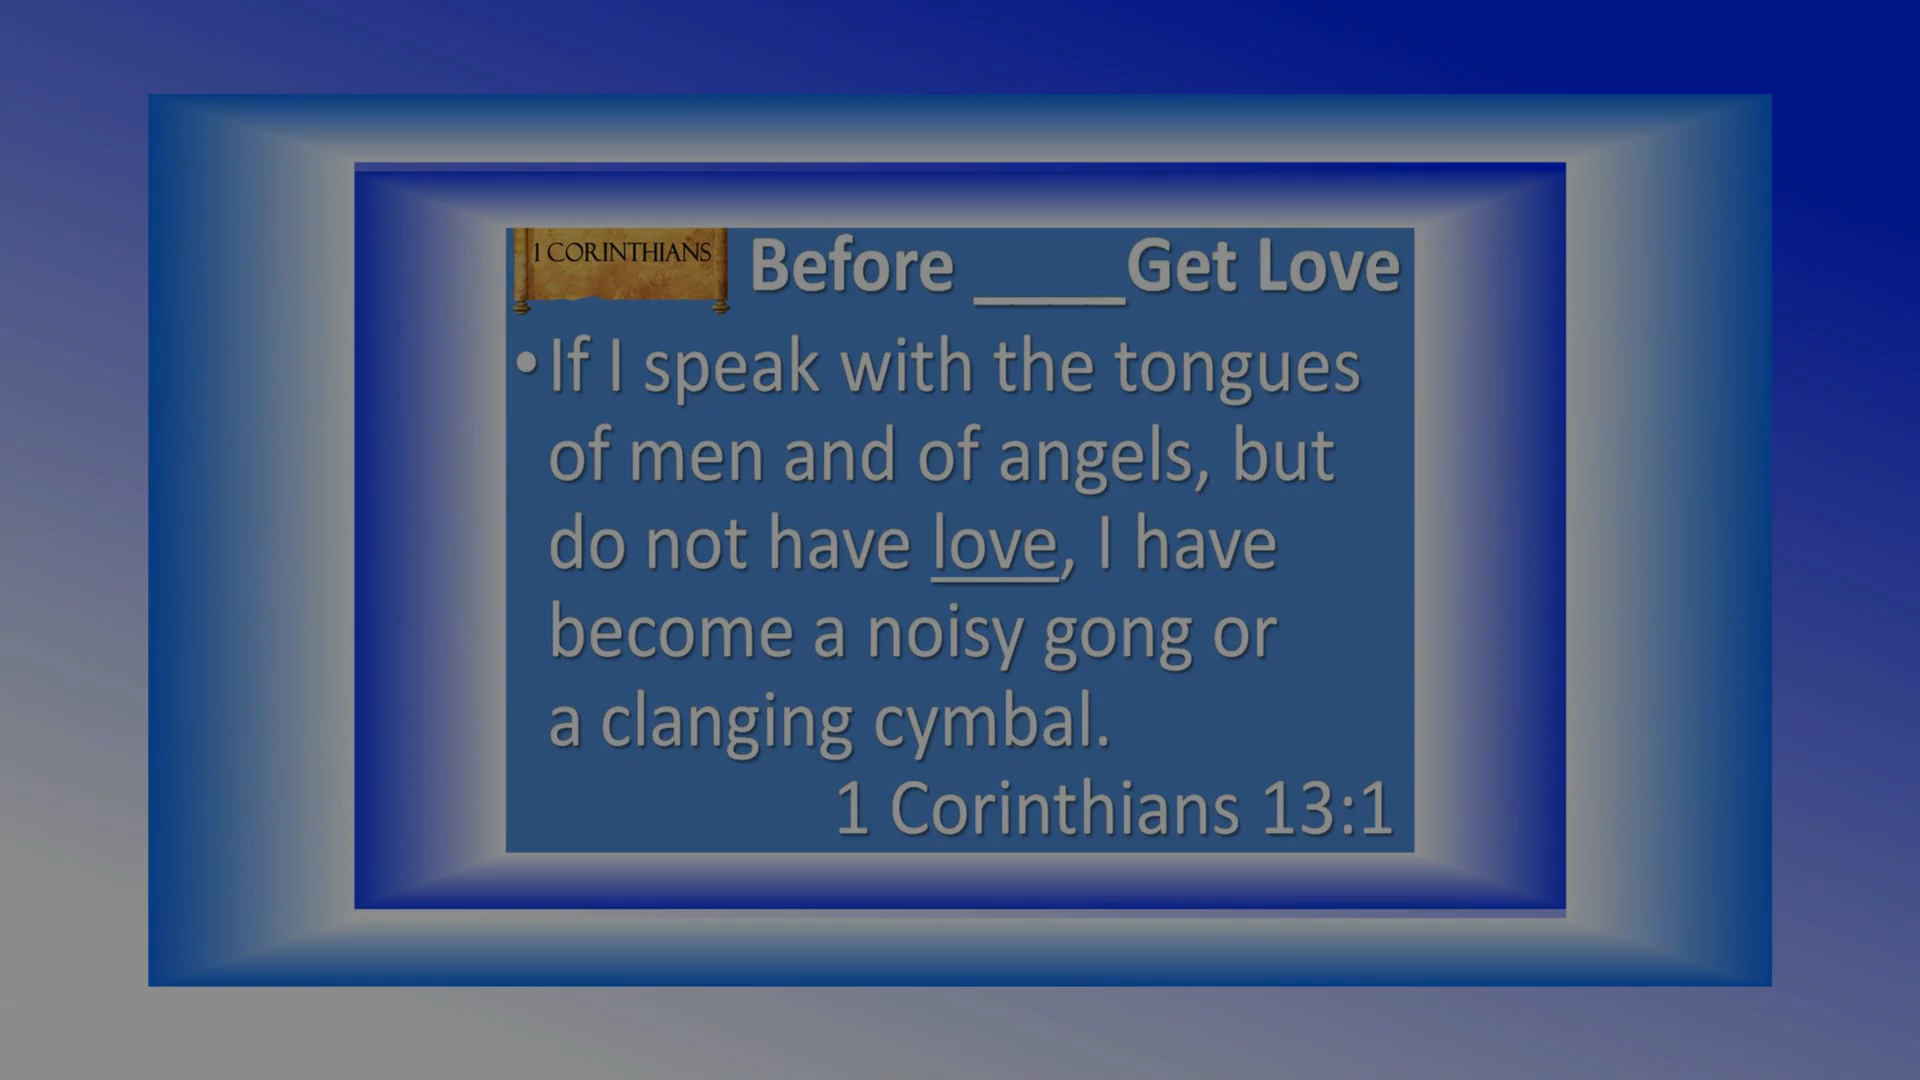 1 CORINTHIANS
Before ____Get Love
•If I speak with the tongues
of men and of angels, but
do not have love, I have
become a noisy gong or
a clanging cymbal.
1 Corinthians 13:1